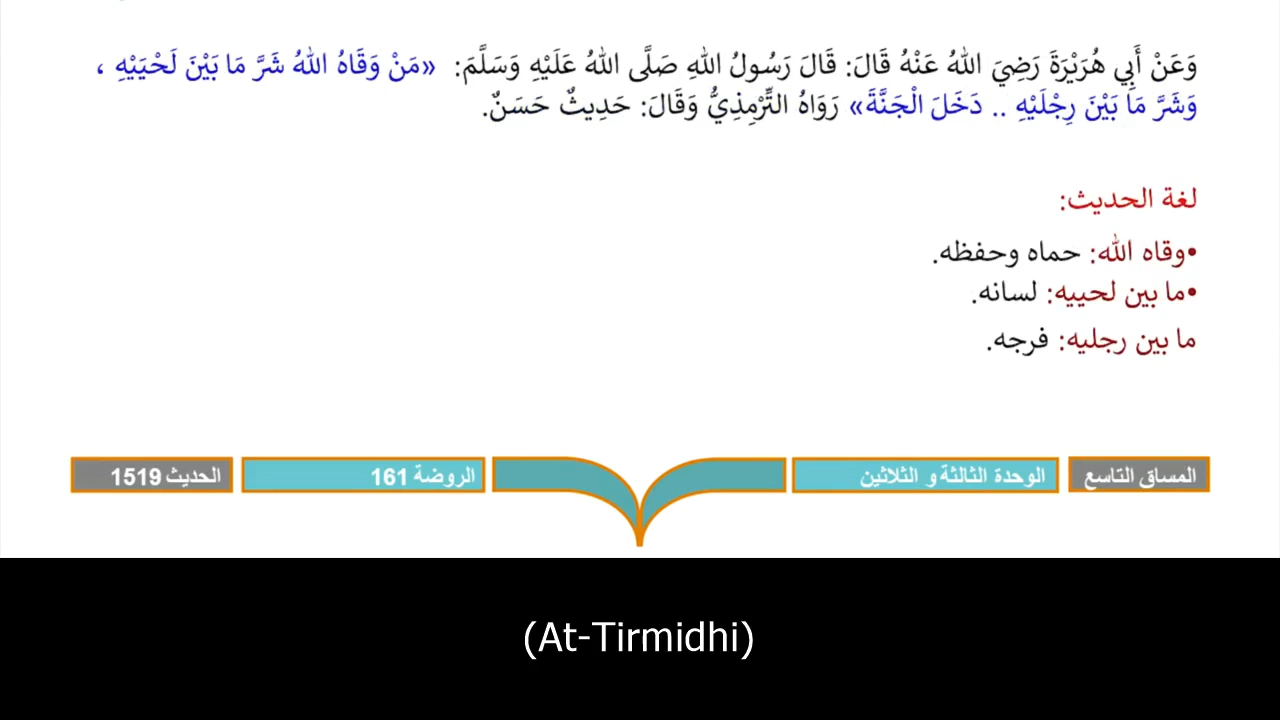 وَعَنْ أَبِي هُرَيْرَةَ رَضِيَ اللهُ عَنْهُ قَالَ: قَالَ رَسُولُ اللهِ صَلَّى اللهُ عَلَيْهِ وَسَلَّمَ: «مَنْ وَقَاهُ اللهُ شَرَّ مَا بَيْنَ لَحْيَيْهِ ،
وَشَرَّ مَا بَيْنَ رِجْلَيْهِ .. دَخَلَ الْجَنَّةَ» رَوَاهُ التِّرْمِذِيُّ وَقَالَ: حَدِيثٌ حَسَنٌ.
لغة الحديث:
•وقاه الله: حماه وحفظه.
•ما بين لحييه: لسانه.
ما بين رجليه: فرجه.
المساق التاسع الوحدة الثالثة و الثلاثين الروضة 161 الحديث 1519
(At-Tirmidhi)